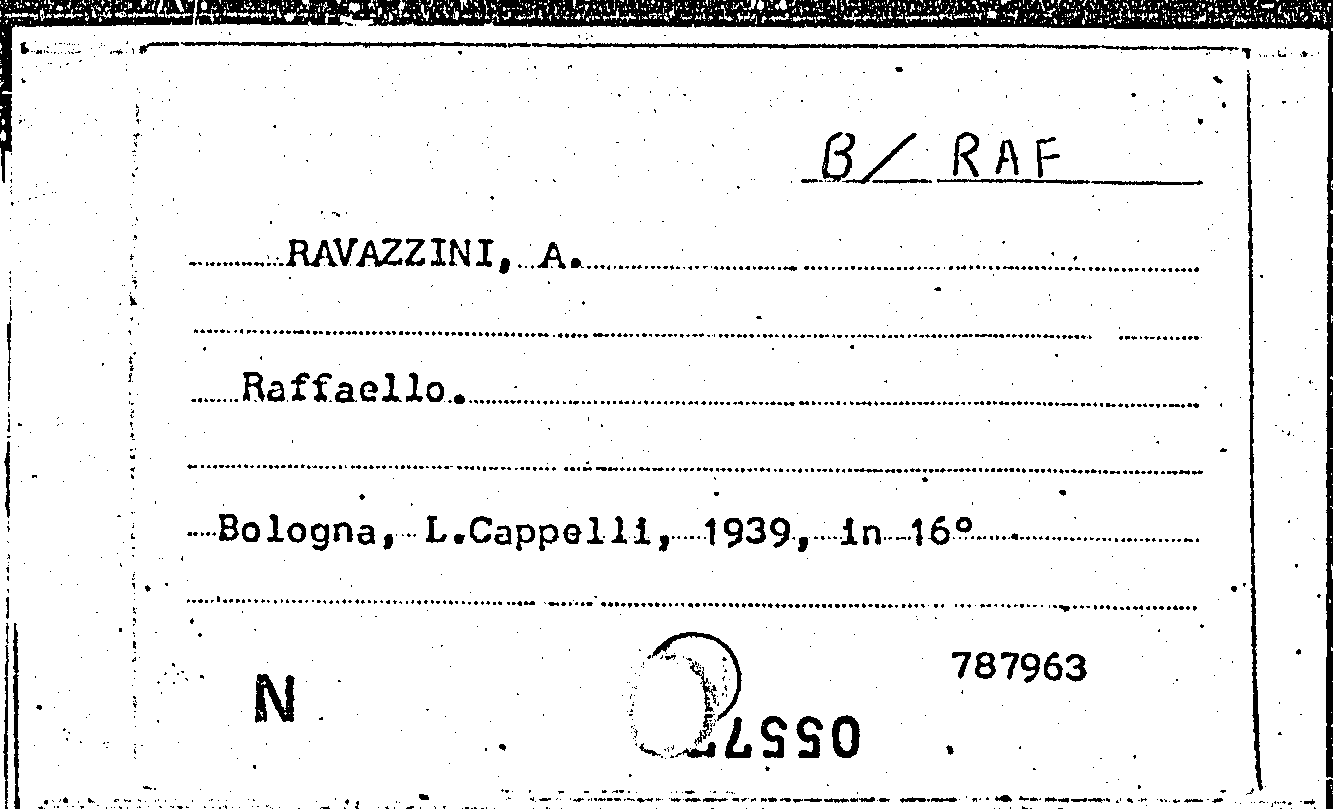 B/ RAF
RAVAZZINI, A.
Raffaello.
Bologna, L.Cappelli, 1939, in 16°
787963
N